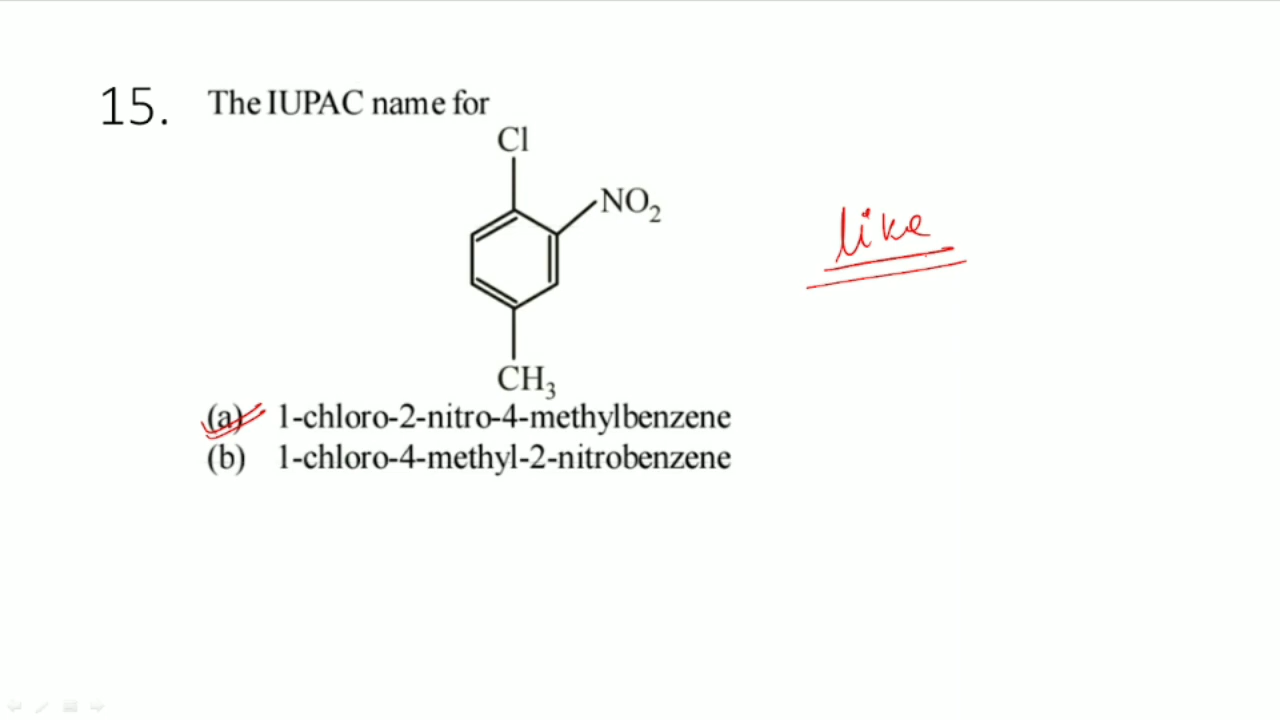 15. The IUPAC name for
Cl
NO₂
like
CH₃
(a) 1-chloro-2-nitro-4-methylbenzene
(b) 1-chloro-4-methyl-2-nitrobenzene